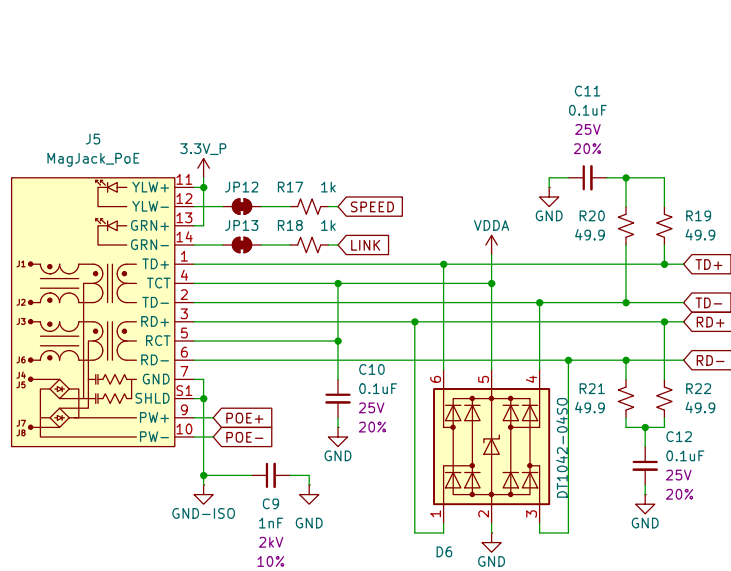 C11
0.1uF
25V
20%
J5
MagJack_PoE
3.3V_P
YLW+ 11
YLW- 12
GRN+ 13
GRN- 14
JP12 R17 1k SPEED
JP13 R18 1k LINK
GND
R20
49.9
R19
49.9
VDDA
J1
J2
J3
J6
J4
J5
J7
J8
TD+ 1
TCT 4
TD- 2
RD+ 3
RCT 5
RD- 6
GND 7
SHLD S1
PW+ 9
PW- 10
TD+
TD-
RD+
RD-
POE+
POE-
C10
0.1uF
25V
20%
GND
6 5 4
DT1042-04SO
1 2 3
D6
GND
R21
49.9
R22
49.9
C12
0.1uF
25V
20%
GND
GND-ISO
C9
1nF
2kV
10%
GND